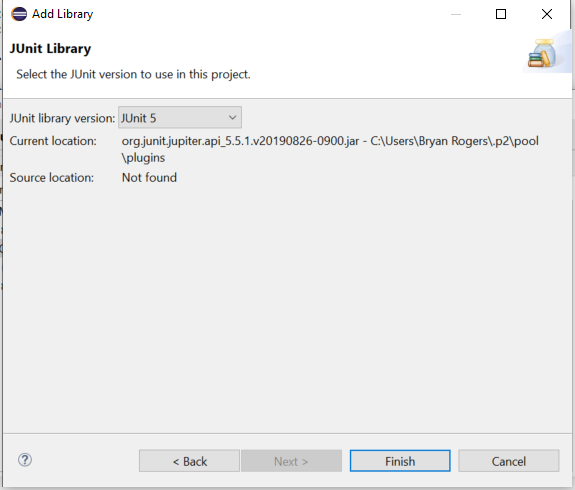 Add Library
JUnit Library
Select the JUnit version to use in this project.
JUnit library version: JUnit 5
Current location: org.junit.jupiter.api_5.5.1.v20190826-0900.jar - C:\Users\Bryan Rogers\.p2\pool
\plugins
Source location: Not found
? < Back Next > Finish Cancel